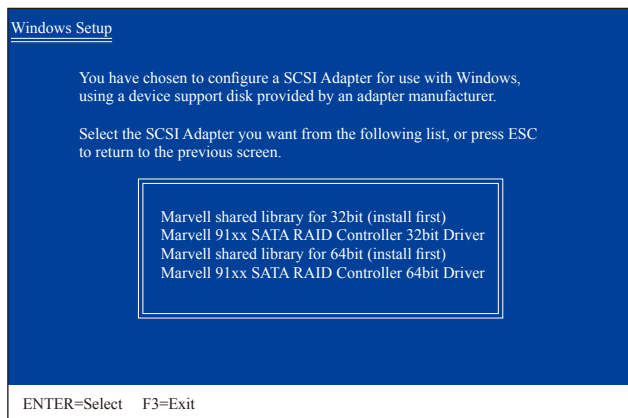 Windows Setup
You have chosen to configure a SCSI Adapter for use with Windows,
using a device support disk provided by an adapter manufacturer.
Select the SCSI Adapter you want from the following list, or press ESC
to return to the previous screen.
Marvell shared library for 32bit (install first)
Marvell 91xx SATA RAID Controller 32bit Driver
Marvell shared library for 64bit (install first)
Marvell 91xx SATA RAID Controller 64bit Driver
ENTER=Select F3=Exit